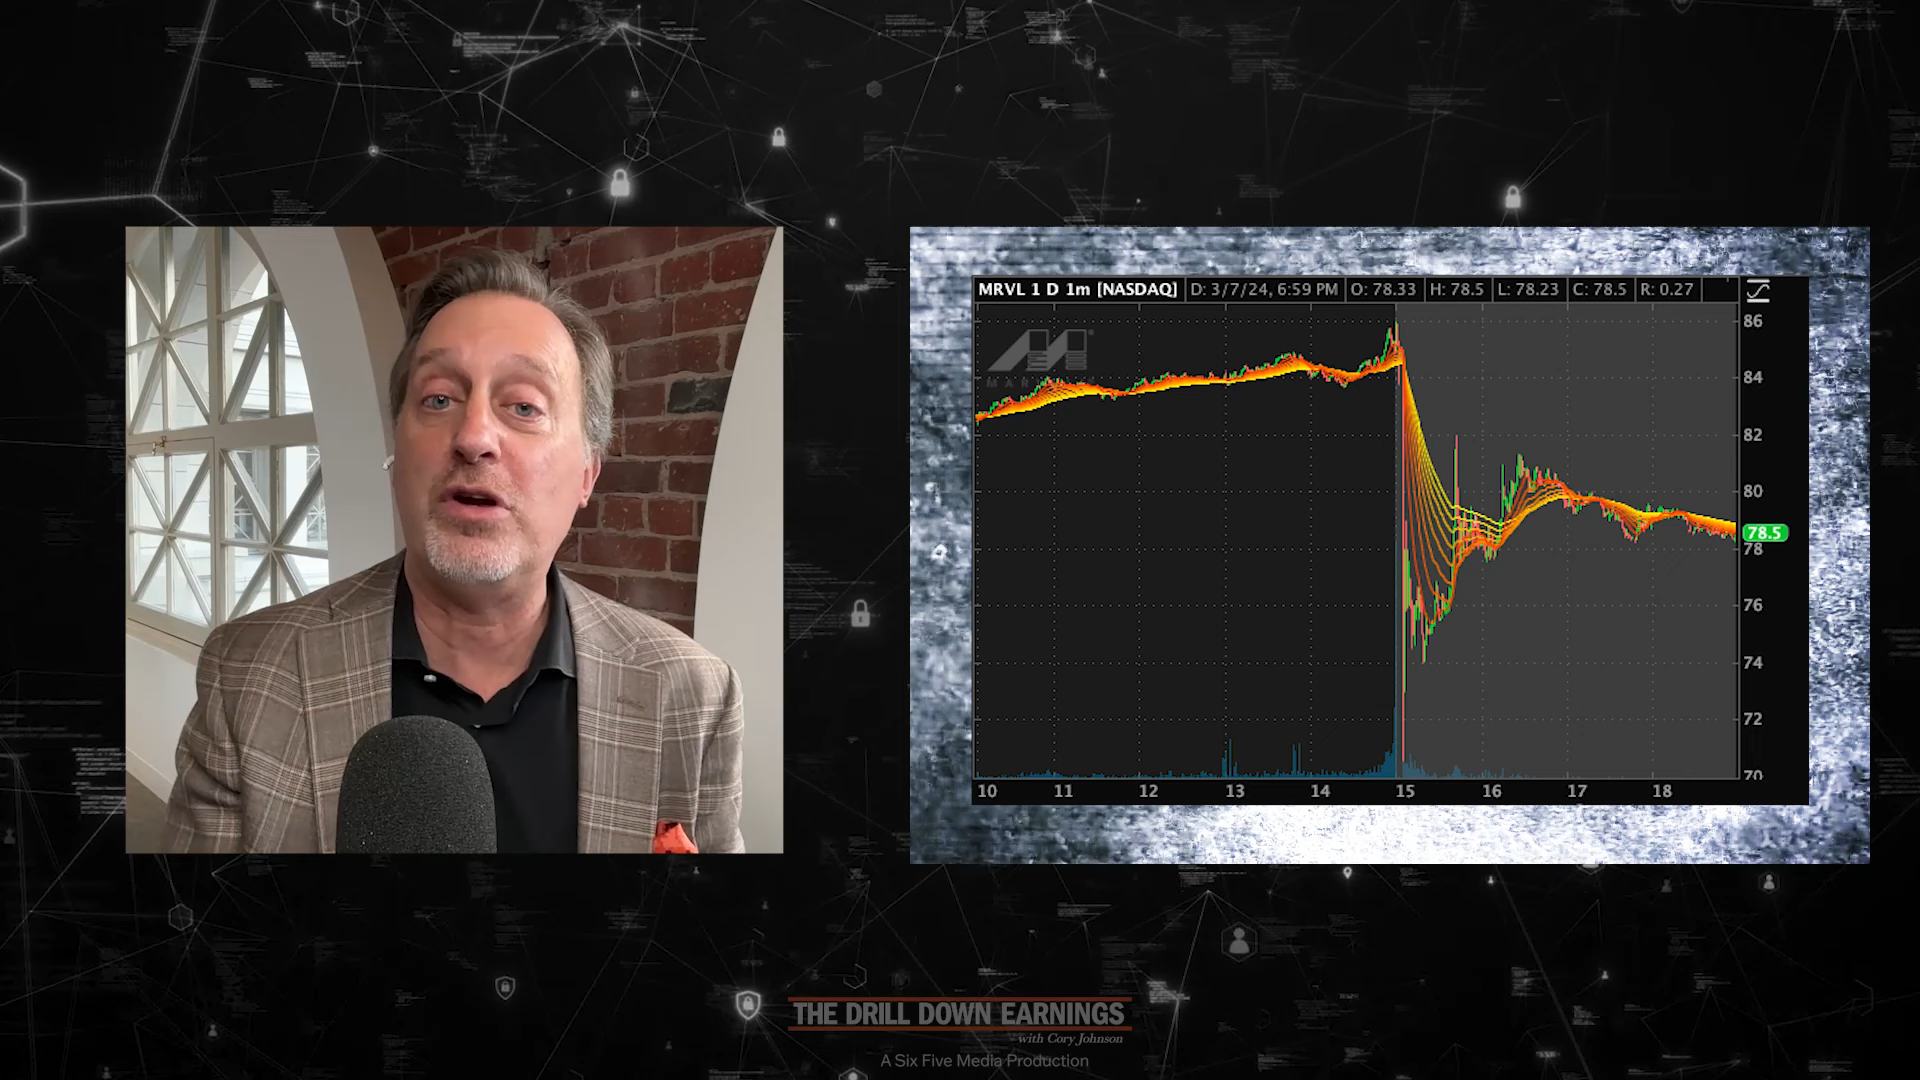 MRVL 1 D 1m [NASDAQ] D: 3/7/24, 6:59 PM O: 78.33 H: 78.5 L: 78.23 C: 78.5 R: 0.27
86
84
82
80
78.5
78
76
74
72
70
10 11 12 13 14 15 16 17 18
THE DRILL DOWN EARNINGS
with Cory Johnson
A Six Five Media Production